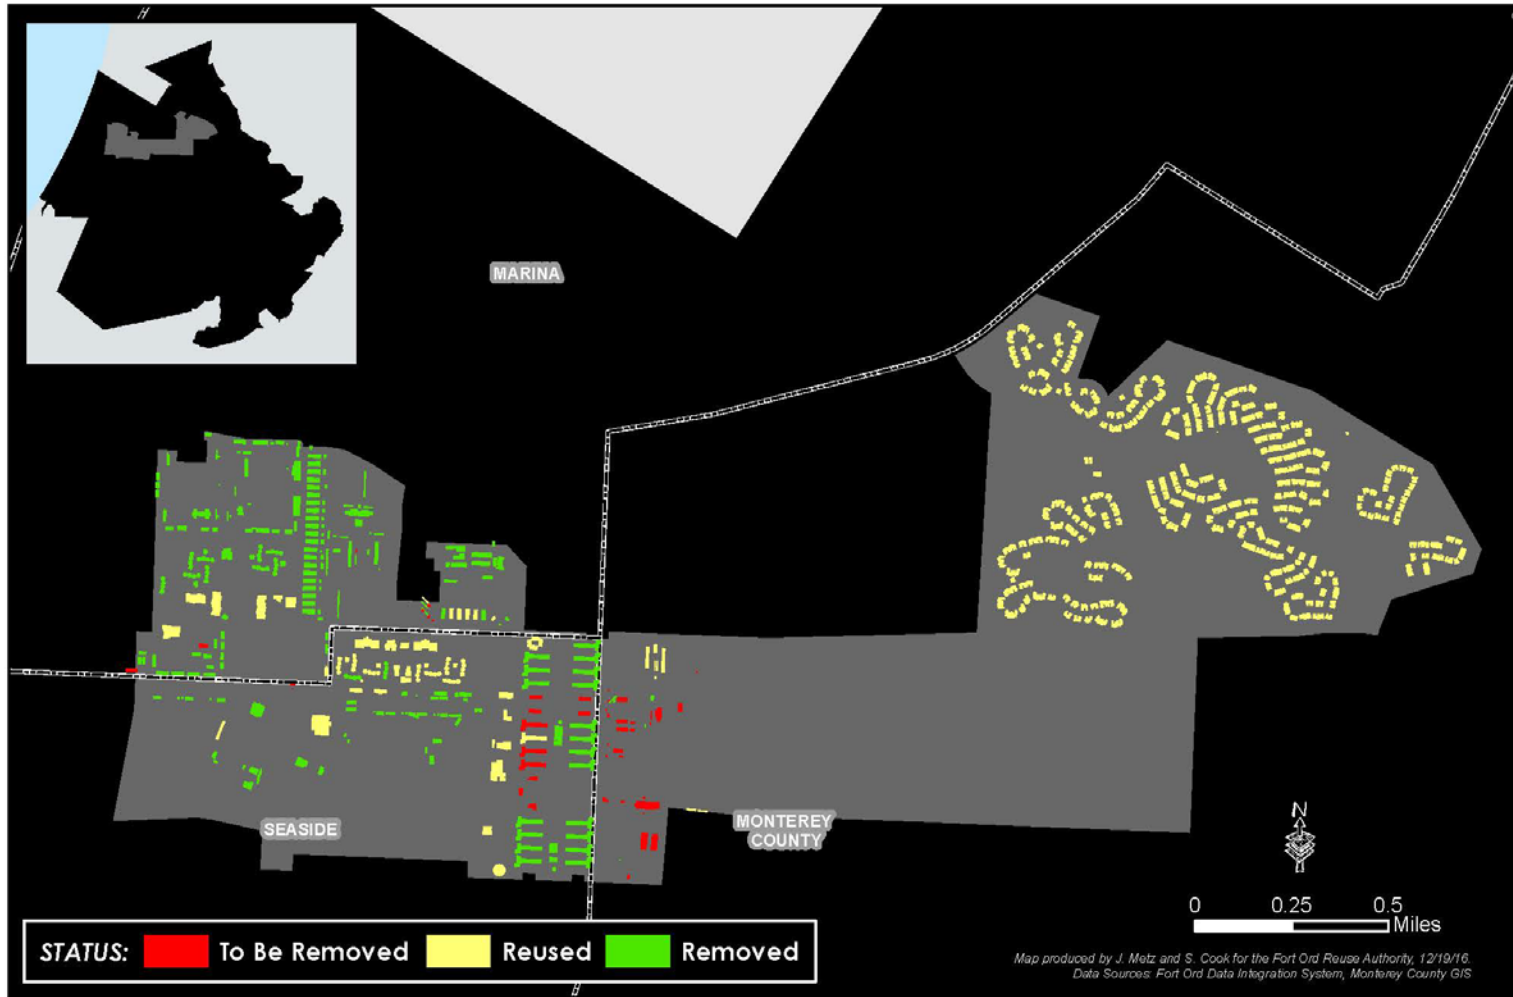 MARINA
SEASIDE
MONTEREY
COUNTY
N
0 0.25 0.5
Miles
STATUS: To Be Removed Reused Removed
Map produced by J. Metz and S. Cook for the Fort Ord Reuse Authority, 12/19/16.
Data Sources: Fort Ord Data Integration System, Monterey County GIS